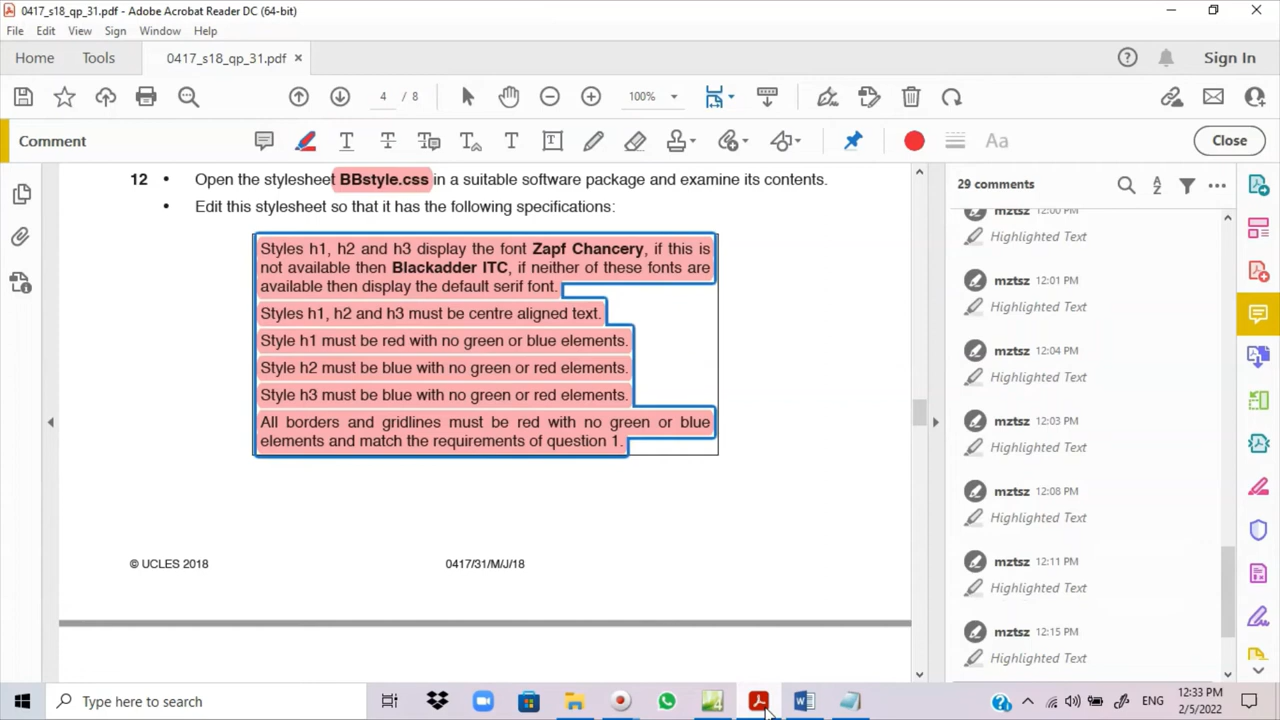 0417_s18_qp_31.pdf - Adobe Acrobat Reader DC (64-bit)
File Edit View Sign Window Help
Home Tools 0417_s18_qp_31.pdf × Sign In
4 / 8 100%
Comment Aa Close
12 • Open the stylesheet BBstyle.css in a suitable software package and examine its contents.
• Edit this stylesheet so that it has the following specifications:
Styles h1, h2 and h3 display the font Zapf Chancery, if this is
not available then Blackadder ITC, if neither of these fonts are
available then display the default serif font.
Styles h1, h2 and h3 must be centre aligned text.
Style h1 must be red with no green or blue elements.
Style h2 must be blue with no green or red elements.
Style h3 must be blue with no green or red elements.
All borders and gridlines must be red with no green or blue
elements and match the requirements of question 1.
© UCLES 2018 0417/31/M/J/18
29 comments
mztsz 12:00 PM
Highlighted Text
mztsz 12:01 PM
Highlighted Text
mztsz 12:04 PM
Highlighted Text
mztsz 12:03 PM
Highlighted Text
mztsz 12:08 PM
Highlighted Text
mztsz 12:11 PM
Highlighted Text
mztsz 12:15 PM
Highlighted Text
Type here to search
ENG
12:33 PM
2/5/2022